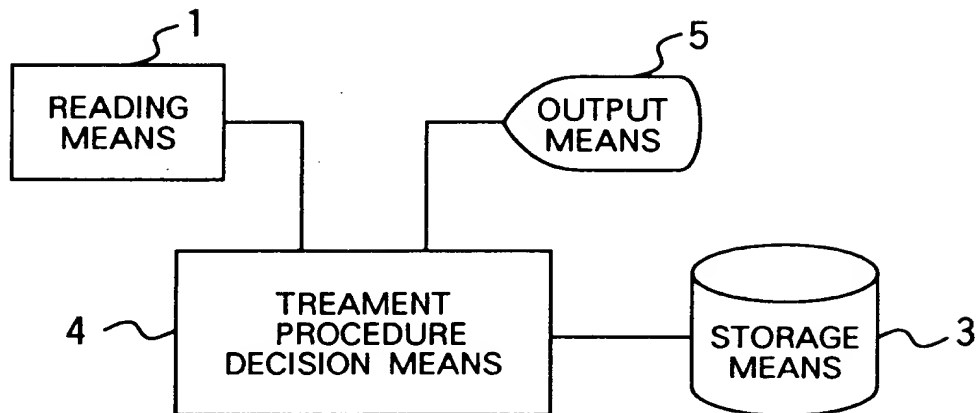 1
READING
MEANS
5
OUTPUT
MEANS
4
TREAMENT
PROCEDURE
DECISION MEANS
STORAGE
MEANS
3